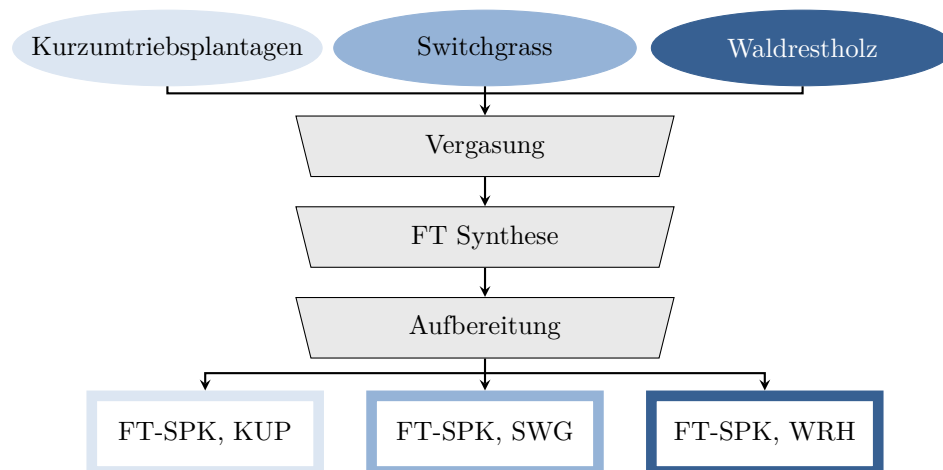 Kurzumtriebsplantagen
Switchgrass
Waldrestholz
Vergasung
FT Synthese
Aufbereitung
FT-SPK, KUP
FT-SPK, SWG
FT-SPK, WRH